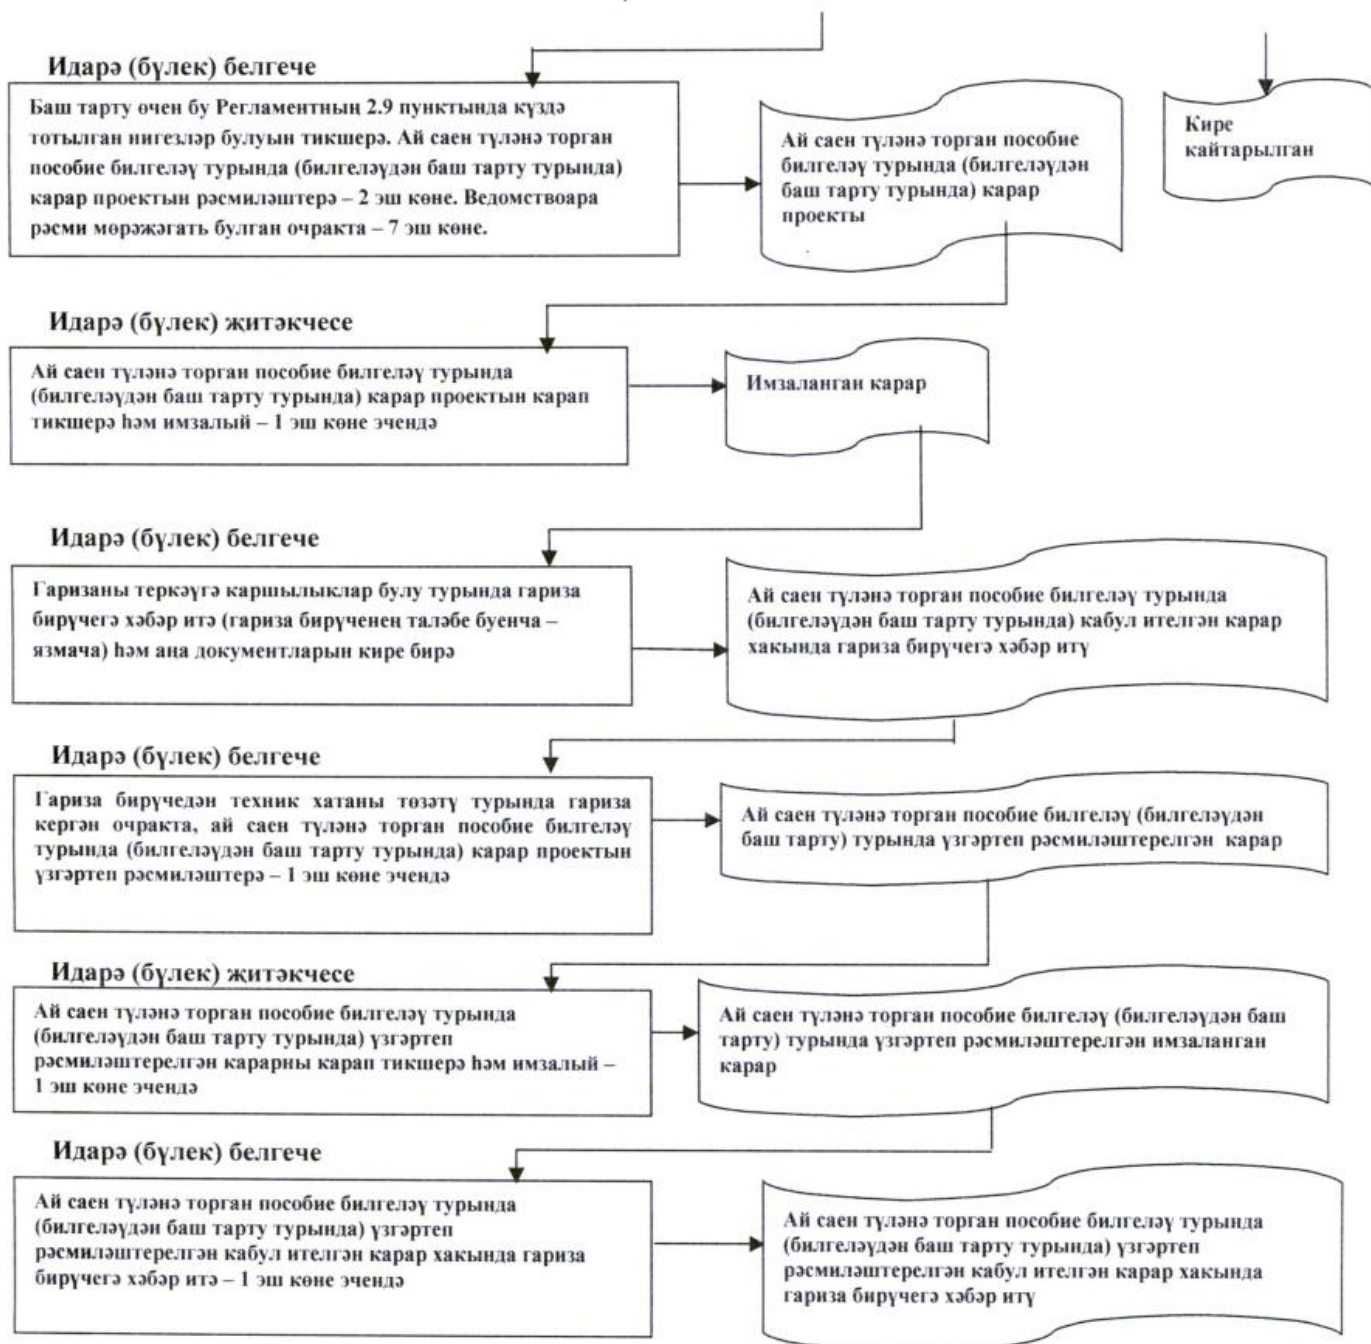 Идарә (бүлек) белгече
Баш тарту өчен бу Регламентның 2.9 пунктында күздә
тотылган нигезләр булуын тикшерә. Ай саен түләнә торган
пособие билгеләү турында (билгеләүдән баш тарту турында)
карар проектын рәсмиләштерә – 2 эш көне. Ведомствоара
рәсми мөрәҗәгать булган очракта – 7 эш көне.
Ай саен түләнә торган пособие
билгеләү турында (билгеләүдән
баш тарту турында) карар
проекты
Кире
кайтарылган
Идарә (бүлек) җитәкчесе
Ай саен түләнә торган пособие билгеләү турында
(билгеләүдән баш тарту турында) карар проектын карап
тикшерә һәм имзалый – 1 эш көне эчендә
Имзаланган карар
Идарә (бүлек) белгече
Гаризаны теркәүгә каршылыклар булу турында гариза
бирүчегә хәбәр итә (гариза бирүченең таләбе буенча –
язмача) һәм аңа документларын кире бирә
Ай саен түләнә торган пособие билгеләү турында
(билгеләүдән баш тарту турында) кабул ителгән карар
хакында гариза бирүчегә хәбәр итү
Идарә (бүлек) белгече
Гариза бирүчедән техник хатаны төзәтү турында гариза
кергән очракта, ай саен түләнә торган пособие билгеләү
турында (билгеләүдән баш тарту турында) карар проектын
үзгәртеп рәсмиләштерә – 1 эш көне эчендә
Ай саен түләнә торган пособие билгеләү (билгеләүдән
баш тарту) турында үзгәртеп рәсмиләштерелгән карар
Идарә (бүлек) җитәкчесе
Ай саен түләнә торган пособие билгеләү турында
(билгеләүдән баш тарту турында) үзгәртеп
рәсмиләштерелгән карарны карап тикшерә һәм имзалый –
1 эш көне эчендә
Ай саен түләнә торган пособие билгеләү (билгеләүдән баш
тарту) турында үзгәртеп рәсмиләштерелгән имзаланган
карар
Идарә (бүлек) белгече
Ай саен түләнә торган пособие билгеләү турында
(билгеләүдән баш тарту турында) үзгәртеп
рәсмиләштерелгән кабул ителгән карар хакында гариза
бирүчегә хәбәр итә – 1 эш көне эчендә
Ай саен түләнә торган пособие билгеләү турында
(билгеләүдән баш тарту турында) үзгәртеп
рәсмиләштерелгән кабул ителгән карар хакында
гариза бирүчегә хәбәр итү